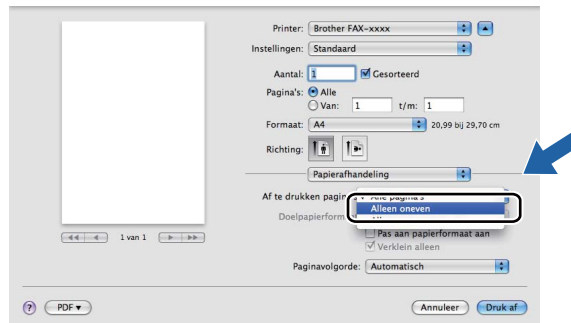 Printer: Brother FAX-xxxx
Instellingen: Standaard
Aantal: 1 Gesorteerd
Pagina's: Alle
Van: 1 t/m: 1
Formaat: A4 20,99 bij 29,70 cm
Richting:
Papierafhandeling
Af te drukken pagina's Alle pagina's
Alleen oneven
Doelpapierform
Pas aan papierformaat aan
Verklein alleen
Paginavolgorde: Automatisch
1 van 1
? PDF Annuleer Druk af